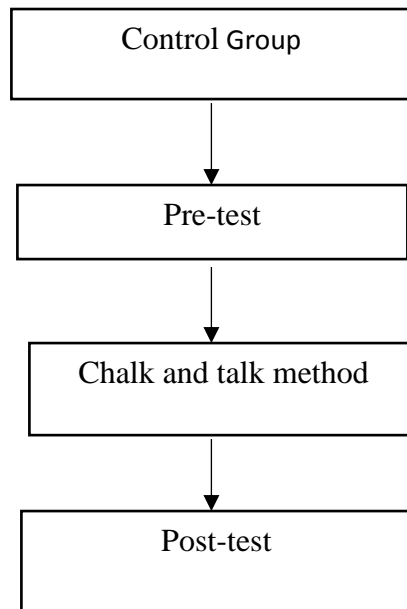 Control Group
Pre-test
Chalk and talk method
Post-test